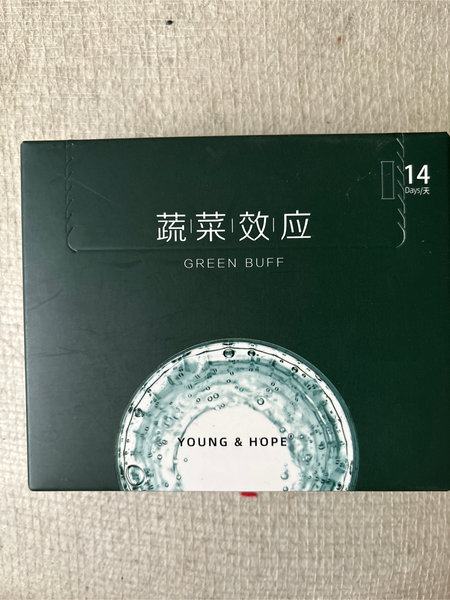 14
Days/天
蔬菜效应
GREEN BUFF
YOUNG & HOPE®